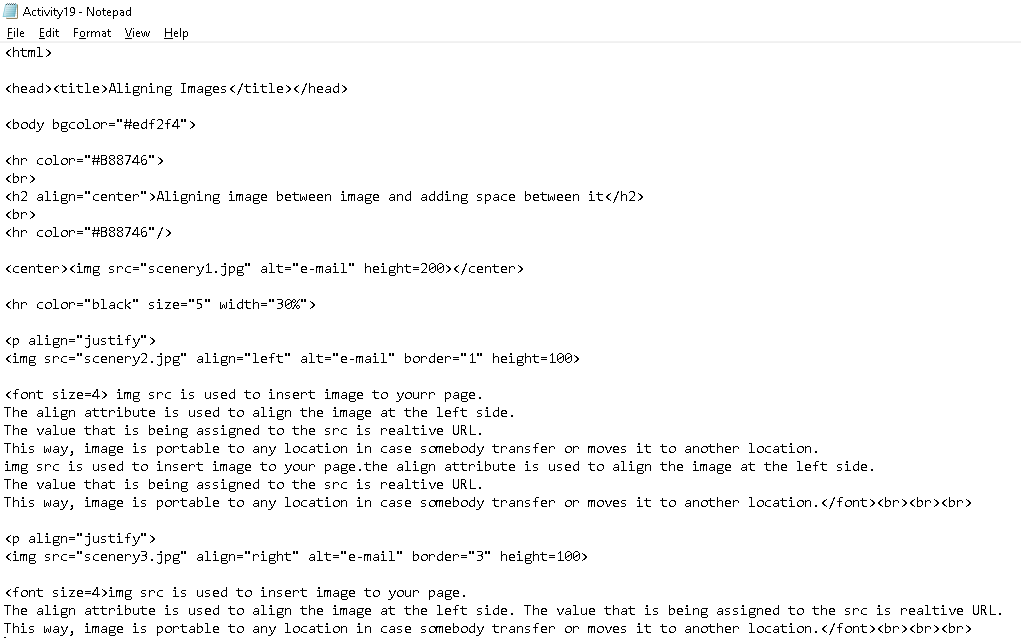 Activity19 - Notepad
File Edit Format View Help
<html>
<head><title>Aligning Images</title></head>
<body bgcolor="#edf2f4">
<hr color="#B88746">
<br>
<h2 align="center">Aligning image between image and adding space between it</h2>
<br>
<hr color="#B88746"/>
<center><img src="scenery1.jpg" alt="e-mail" height=200></center>
<hr color="black" size="5" width="30%">
<p align="justify">
<img src="scenery2.jpg" align="left" alt="e-mail" border="1" height=100>
<font size=4> img src is used to insert image to yourr page.
The align attribute is used to align the image at the left side.
The value that is being assigned to the src is realtive URL.
This way, image is portable to any location in case somebody transfer or moves it to another location.
img src is used to insert image to your page.the align attribute is used to align the image at the left side.
The value that is being assigned to the src is realtive URL.
This way, image is portable to any location in case somebody transfer or moves it to another location.</font><br><br><br>
<p align="justify">
<img src="scenery3.jpg" align="right" alt="e-mail" border="3" height=100>
<font size=4>img src is used to insert image to your page.
The align attribute is used to align the image at the left side. The value that is being assigned to the src is realtive URL.
This way, image is portable to any location in case somebody transfer or moves it to another location.</font><br><br><br>